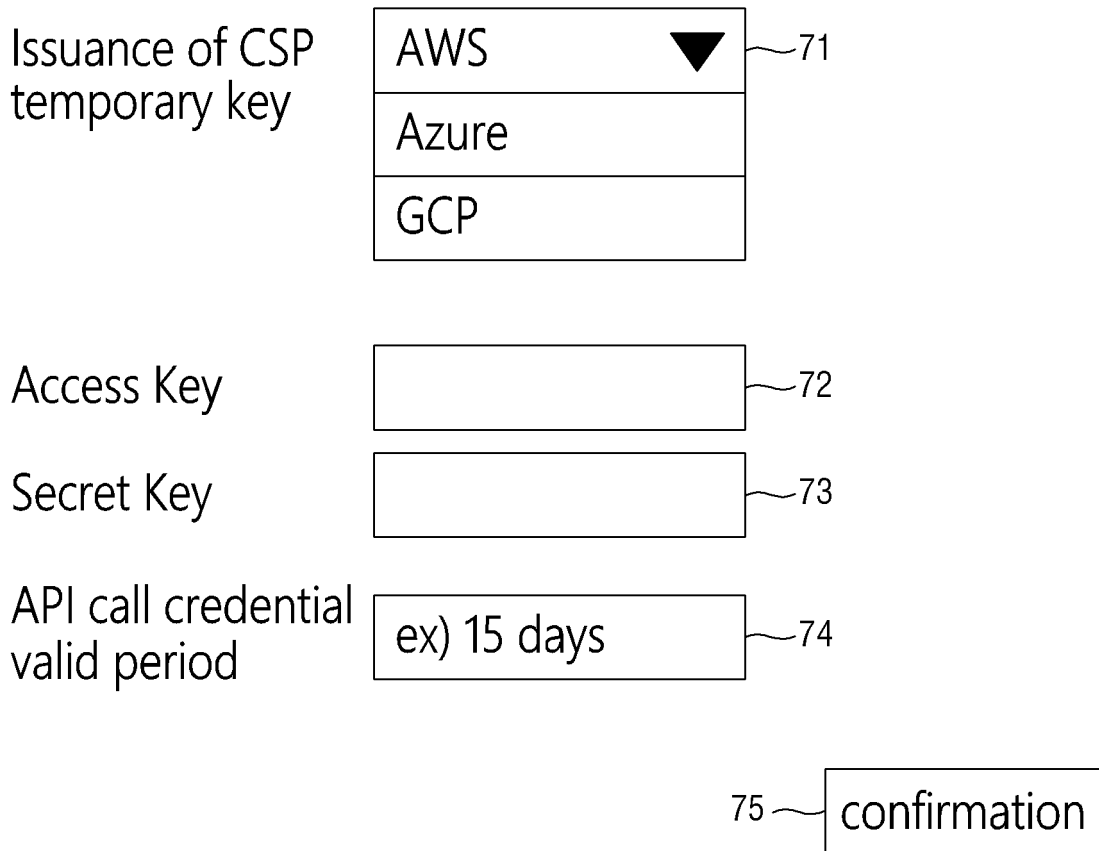 Issuance of CSP
temporary key
AWS
71
Azure
GCP
Access Key
72
Secret Key
73
API call credential
valid period
ex) 15 days
74
75
confirmation